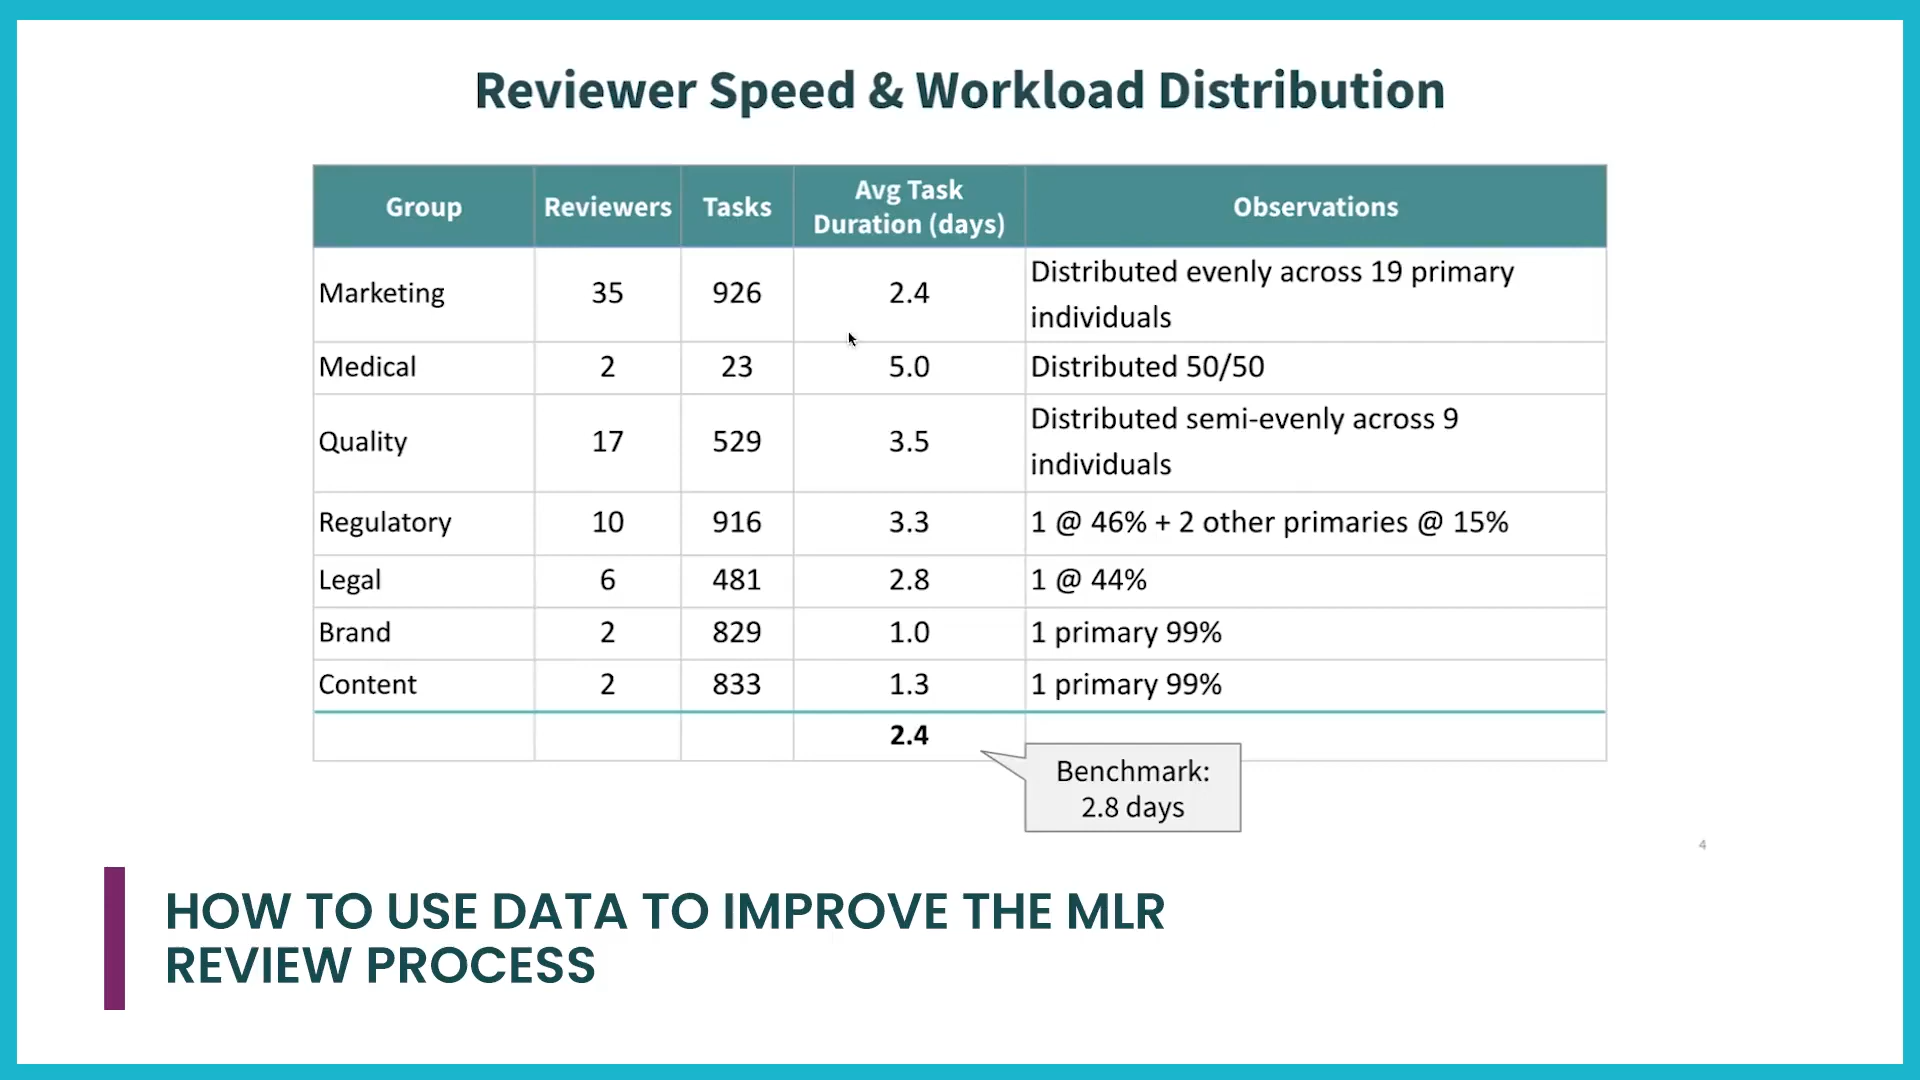 Reviewer Speed & Workload Distribution
Group Reviewers Tasks Avg Task Duration (days) Observations
Marketing 35 926 2.4 Distributed evenly across 19 primary individuals
Medical 2 23 5.0 Distributed 50/50
Quality 17 529 3.5 Distributed semi-evenly across 9 individuals
Regulatory 10 916 3.3 1 @ 46% + 2 other primaries @ 15%
Legal 6 481 2.8 1 @ 44%
Brand 2 829 1.0 1 primary 99%
Content 2 833 1.3 1 primary 99%
2.4
Benchmark:
2.8 days
4
HOW TO USE DATA TO IMPROVE THE MLR
REVIEW PROCESS